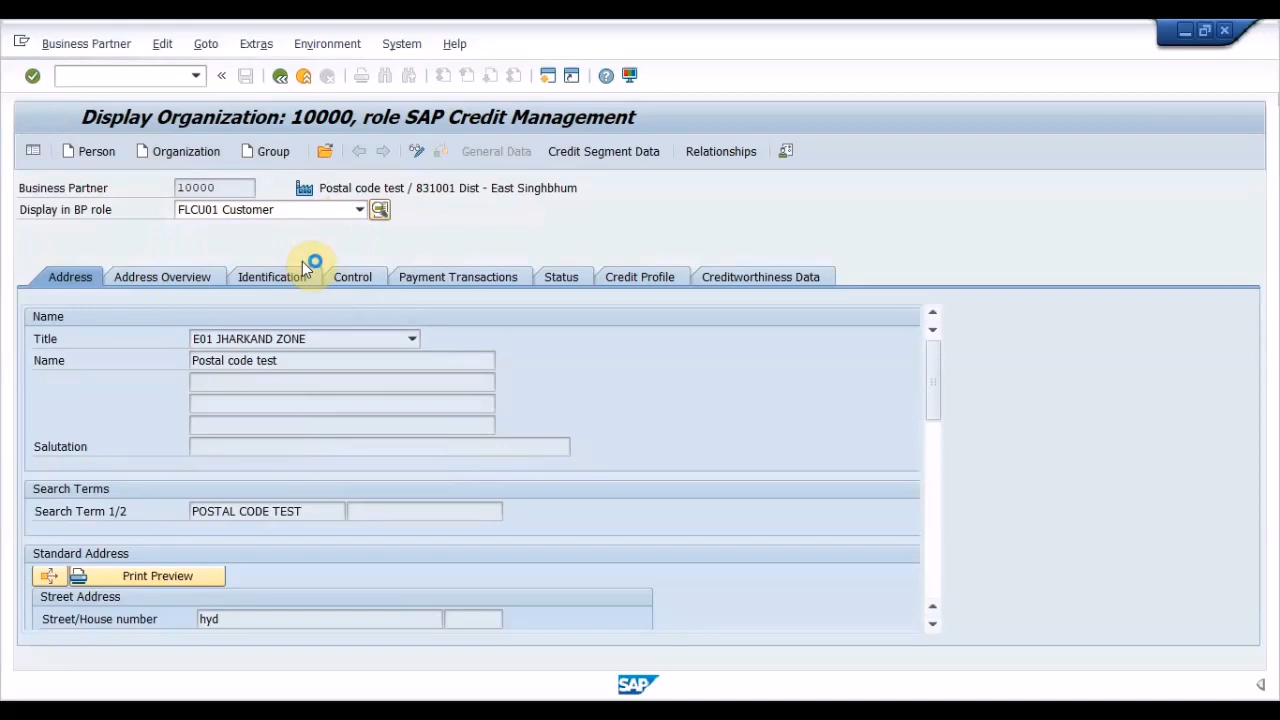 Business Partner Edit Goto Extras Environment System Help
Display Organization: 10000, role SAP Credit Management
Person Organization Group General Data Credit Segment Data Relationships
Business Partner 10000 Postal code test / 831001 Dist - East Singhbhum
Display in BP role FLCU01 Customer
Address Address Overview Identification Control Payment Transactions Status Credit Profile Creditworthiness Data
Name
Title E01 JHARKAND ZONE
Name Postal code test
Salutation
Search Terms
Search Term 1/2 POSTAL CODE TEST
Standard Address
Print Preview
Street Address
Street/House number hyd
SAP